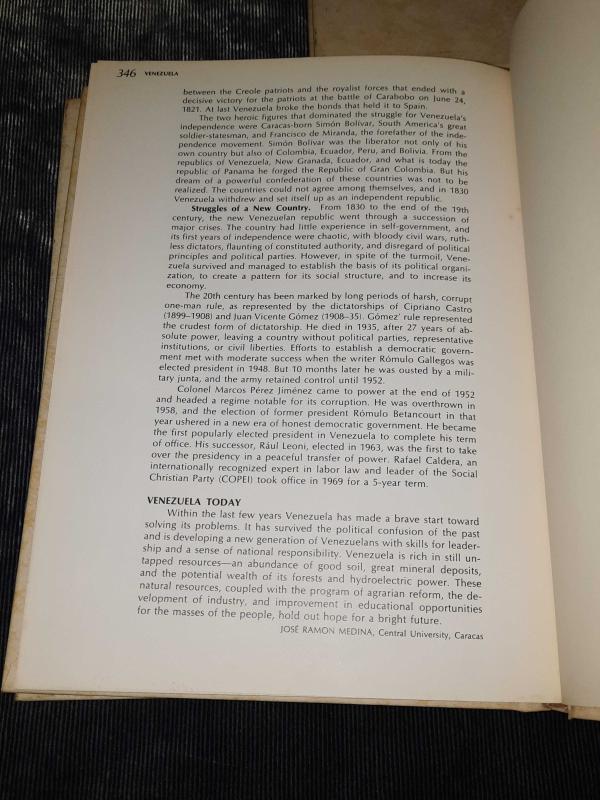 346 VENEZUELA
between the Creole patriots and the royalist forces that ended with a
decisive victory for the patriots at the battle of Carabobo on June 24,
1821. At last Venezuela broke the bonds that held it to Spain.
The two heroic figures that dominated the struggle for Venezuela's
independence were Caracas-born Simón Bolívar, South America's great
soldier-statesman, and Francisco de Miranda, the forefather of the inde-
pendence movement. Simón Bolívar was the liberator not only of his
own country but also of Colombia, Ecuador, Peru, and Bolivia. From the
republics of Venezuela, New Granada, Ecuador, and what is today the
republic of Panama he forged the Republic of Gran Colombia. But his
dream of a powerful confederation of these countries was not to be
realized. The countries could not agree among themselves, and in 1830
Venezuela withdrew and set itself up as an independent republic.
Struggles of a New Country. From 1830 to the end of the 19th
century, the new Venezuelan republic went through a succession of
major crises. The country had little experience in self-government, and
its first years of independence were chaotic, with bloody civil wars, ruth-
less dictators, flaunting of constituted authority, and disregard of political
principles and political parties. However, in spite of the turmoil, Vene-
zuela survived and managed to establish the basis of its political organi-
zation, to create a pattern for its social structure, and to increase its
economy.
The 20th century has been marked by long periods of harsh, corrupt
one-man rule, as represented by the dictatorships of Cipriano Castro
(1899–1908) and Juan Vicente Gómez (1908–35). Gómez' rule represented
the crudest form of dictatorship. He died in 1935, after 27 years of ab-
solute power, leaving a country without political parties, representative
institutions, or civil liberties. Efforts to establish a democratic govern-
ment met with moderate success when the writer Rómulo Gallegos was
elected president in 1948. But 10 months later he was ousted by a mili-
tary junta, and the army retained control until 1952.
Colonel Marcos Pérez Jiménez came to power at the end of 1952
and headed a regime notable for its corruption. He was overthrown in
1958, and the election of former president Rómulo Betancourt in that
year ushered in a new era of honest democratic government. He became
the first popularly elected president in Venezuela to complete his term
of office. His successor, Rául Leoni, elected in 1963, was the first to take
over the presidency in a peaceful transfer of power. Rafael Caldera, an
internationally recognized expert in labor law and leader of the Social
Christian Party (COPEI) took office in 1969 for a 5-year term.
VENEZUELA TODAY
Within the last few years Venezuela has made a brave start toward
solving its problems. It has survived the political confusion of the past
and is developing a new generation of Venezuelans with skills for leader-
ship and a sense of national responsibility. Venezuela is rich in still un-
tapped resources—an abundance of good soil, great mineral deposits,
and the potential wealth of its forests and hydroelectric power. These
natural resources, coupled with the program of agrarian reform, the de-
velopment of industry, and improvement in educational opportunities
for the masses of the people, hold out hope for a bright future.
JOSÉ RAMON MEDINA, Central University, Caracas